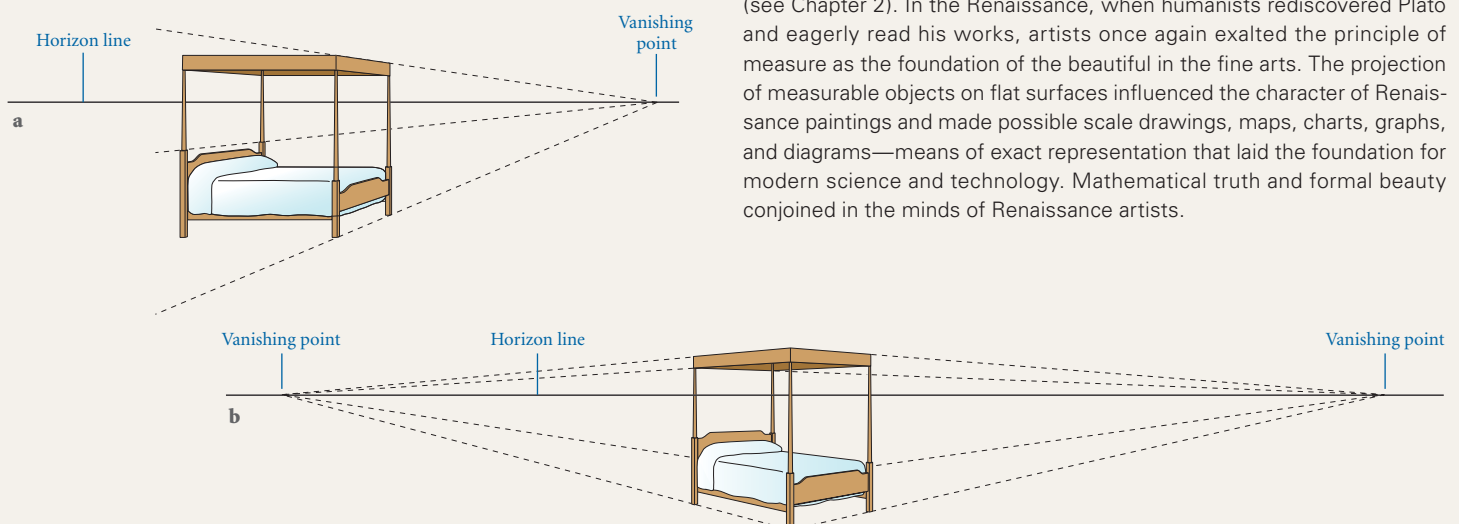 (see Chapter 2). In the Renaissance, when humanists rediscovered Plato
and eagerly read his works, artists once again exalted the principle of
measure as the foundation of the beautiful in the fine arts. The projection
of measurable objects on flat surfaces influenced the character of Renais-
sance paintings and made possible scale drawings, maps, charts, graphs,
and diagrams—means of exact representation that laid the foundation for
modern science and technology. Mathematical truth and formal beauty
conjoined in the minds of Renaissance artists.
Horizon line
Vanishing
point
a
Vanishing point
Horizon line
Vanishing point
b